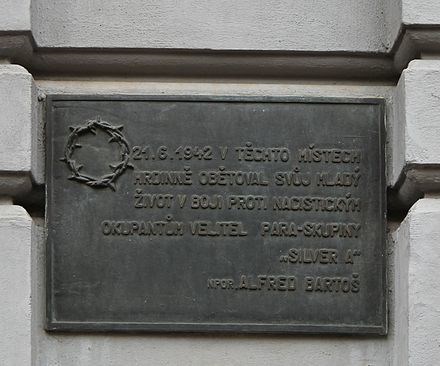 21.6.1942 V TĚCHTO MÍSTECH
HRDINNĚ OBĚTOVAL SVŮJ MLADÝ
ŽIVOT V BOJI PROTI NACISTICKÝM
OKUPANTŮM VELITEL PARA-SKUPINY
„SILVER A“
NPOR. ALFRED BARTOŠ